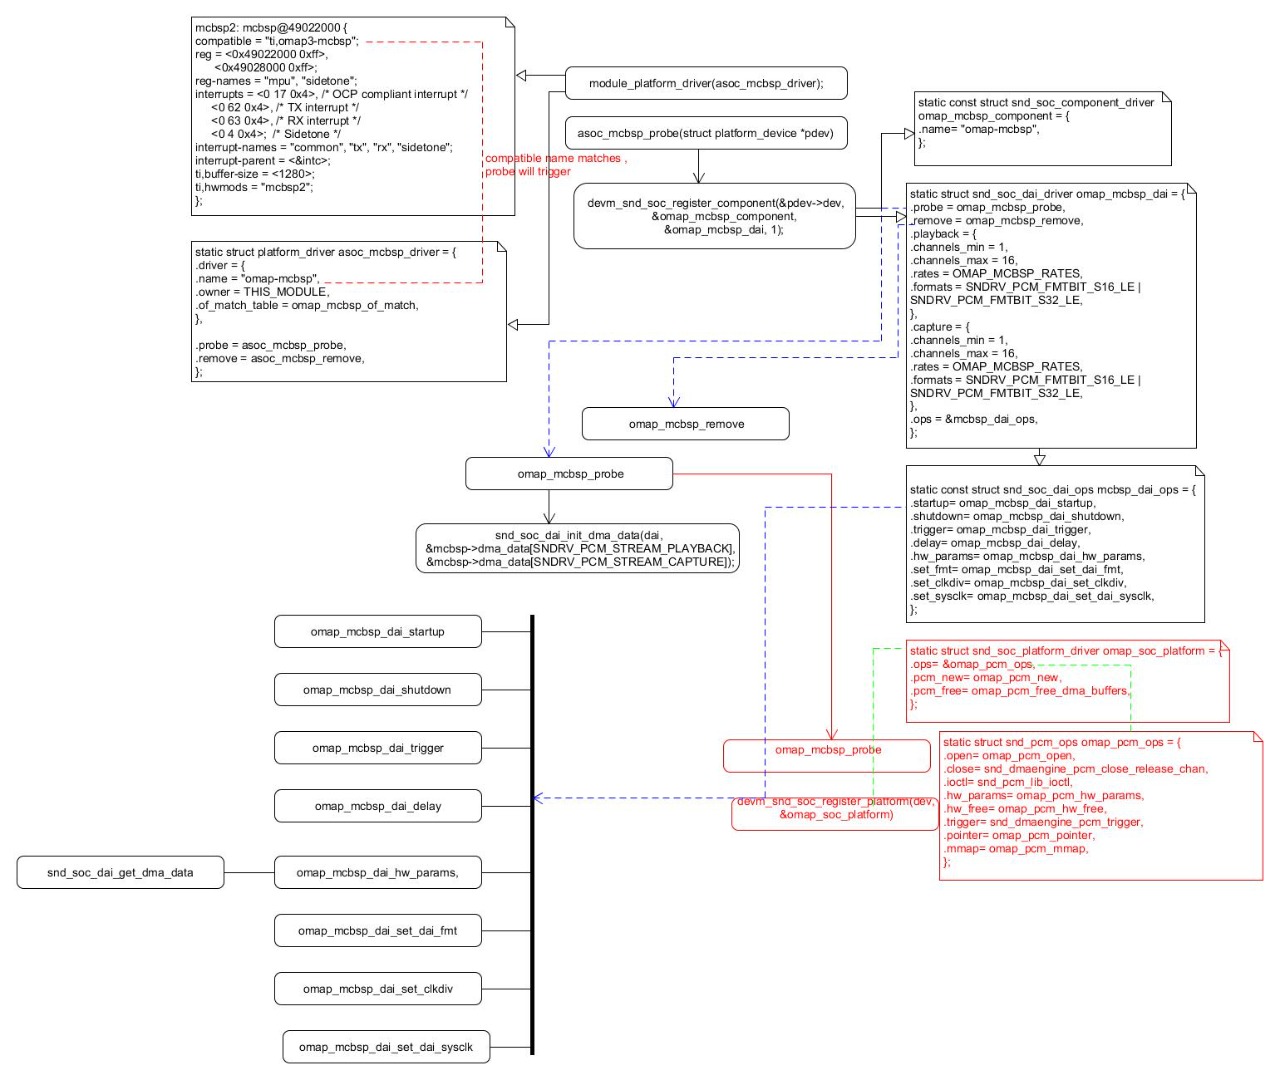 mcbsp2: mcbsp@49022000 {
compatible = "ti,omap3-mcbsp";
reg = <0x49022000 0xff>,
<0x49028000 0xff>;
reg-names = "mpu", "sidetone";
interrupts = <0 17 0x4>, /* OCP compliant interrupt */
<0 62 0x4>, /* TX interrupt */
<0 63 0x4>, /* RX interrupt */
<0 4 0x4>;  /* Sidetone */
interrupt-names = "common", "tx", "rx", "sidetone";
interrupt-parent = <&intc>;
ti,buffer-size = <1280>;
ti,hwmods = "mcbsp2";
};
module_platform_driver(asoc_mcbsp_driver);
asoc_mcbsp_probe(struct platform_device *pdev)
compatible name matches ,
probe will trigger
devm_snd_soc_register_component(&pdev->dev,
&omap_mcbsp_component,
&omap_mcbsp_dai, 1);
static const struct snd_soc_component_driver
omap_mcbsp_component = {
.name= "omap-mcbsp",
};
static struct platform_driver asoc_mcbsp_driver = {
.driver = {
.name = "omap-mcbsp",
.owner = THIS_MODULE,
.of_match_table = omap_mcbsp_of_match,
},
.probe = asoc_mcbsp_probe,
.remove = asoc_mcbsp_remove,
};
static struct snd_soc_dai_driver omap_mcbsp_dai = {
.probe = omap_mcbsp_probe,
.remove = omap_mcbsp_remove,
.playback = {
.channels_min = 1,
.channels_max = 16,
.rates = OMAP_MCBSP_RATES,
.formats = SNDRV_PCM_FMTBIT_S16_LE |
SNDRV_PCM_FMTBIT_S32_LE,
},
.capture = {
.channels_min = 1,
.channels_max = 16,
.rates = OMAP_MCBSP_RATES,
.formats = SNDRV_PCM_FMTBIT_S16_LE |
SNDRV_PCM_FMTBIT_S32_LE,
},
.ops = &mcbsp_dai_ops,
};
omap_mcbsp_remove
omap_mcbsp_probe
snd_soc_dai_init_dma_data(dai,
&mcbsp->dma_data[SNDRV_PCM_STREAM_PLAYBACK],
&mcbsp->dma_data[SNDRV_PCM_STREAM_CAPTURE]);
static const struct snd_soc_dai_ops mcbsp_dai_ops = {
.startup= omap_mcbsp_dai_startup,
.shutdown= omap_mcbsp_dai_shutdown,
.trigger= omap_mcbsp_dai_trigger,
.delay= omap_mcbsp_dai_delay,
.hw_params= omap_mcbsp_dai_hw_params,
.set_fmt= omap_mcbsp_dai_set_dai_fmt,
.set_clkdiv= omap_mcbsp_dai_set_clkdiv,
.set_sysclk= omap_mcbsp_dai_set_dai_sysclk,
};
static struct snd_soc_platform_driver omap_soc_platform = {
.ops= &omap_pcm_ops,
.pcm_new= omap_pcm_new,
.pcm_free= omap_pcm_free_dma_buffers,
};
omap_mcbsp_probe
devm_snd_soc_register_platform(dev,
&omap_soc_platform)
static struct snd_pcm_ops omap_pcm_ops = {
.open= omap_pcm_open,
.close= snd_dmaengine_pcm_close_release_chan,
.ioctl= snd_pcm_lib_ioctl,
.hw_params= omap_pcm_hw_params,
.hw_free= omap_pcm_hw_free,
.trigger= snd_dmaengine_pcm_trigger,
.pointer= omap_pcm_pointer,
.mmap= omap_pcm_mmap,
};
omap_mcbsp_dai_startup
omap_mcbsp_dai_shutdown
omap_mcbsp_dai_trigger
omap_mcbsp_dai_delay
snd_soc_dai_get_dma_data
omap_mcbsp_dai_hw_params,
omap_mcbsp_dai_set_dai_fmt
omap_mcbsp_dai_set_clkdiv
omap_mcbsp_dai_set_dai_sysclk